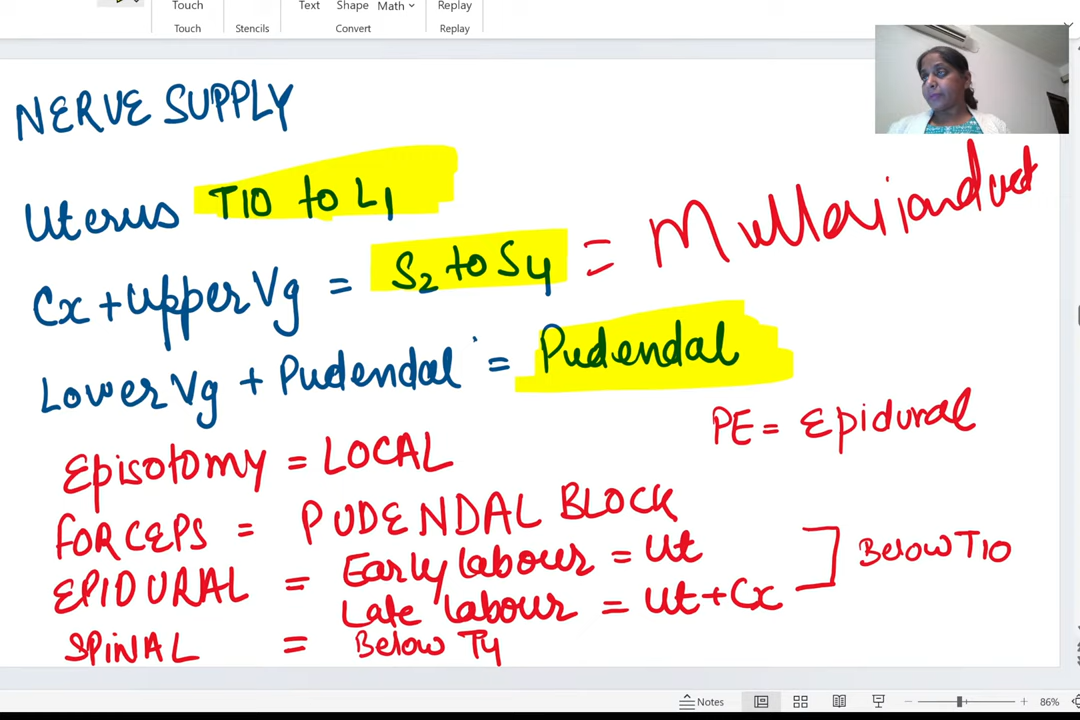 Touch
Text Shape Math
Replay
Touch
Stencils
Convert
Replay
NERVE SUPPLY
Uterus T10 to L1
Cx + Upper Vg = S2 to S4 = Mullerian duct
Lower Vg + Pudendal = Pudendal
PE = Epidural
Episotomy = LOCAL
FORCEPS = PUDENDAL BLOCK
EPIDURAL = Early labour = Ut
Late labour = Ut + Cx
Below T10
SPINAL = Below T4
Notes
86%